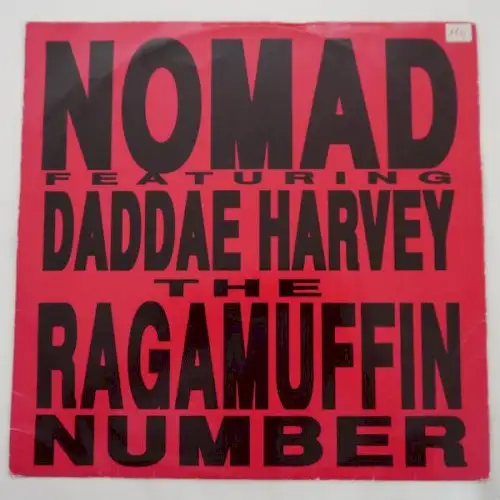 NOMAD
FEATURING
DADDAE HARVEY
THE
RAGAMUFFIN
NUMBER